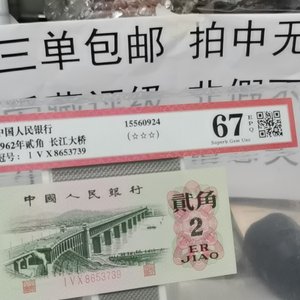 三单包邮 拍中无
中国人民银行
1962年贰角 长江大桥
冠号: I V X8653739
15560924
(☆☆☆)
67 EPQ
Superb Gem Unc
中国人民银行
贰角
2
ER
JIAO
I V X 8653739